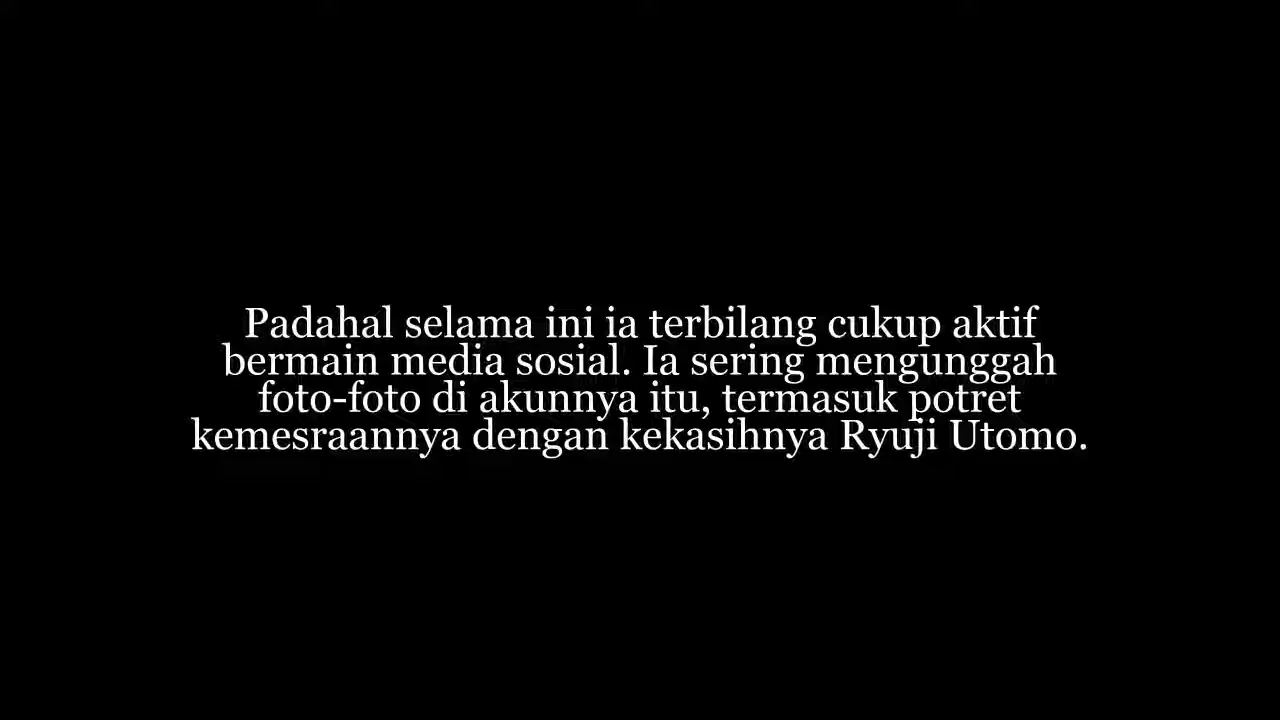 Padahal selama ini ia terbilang cukup aktif
bermain media sosial. Ia sering mengunggah
foto-foto di akunnya itu, termasuk potret
kemesraannya dengan kekasihnya Ryuji Utomo.